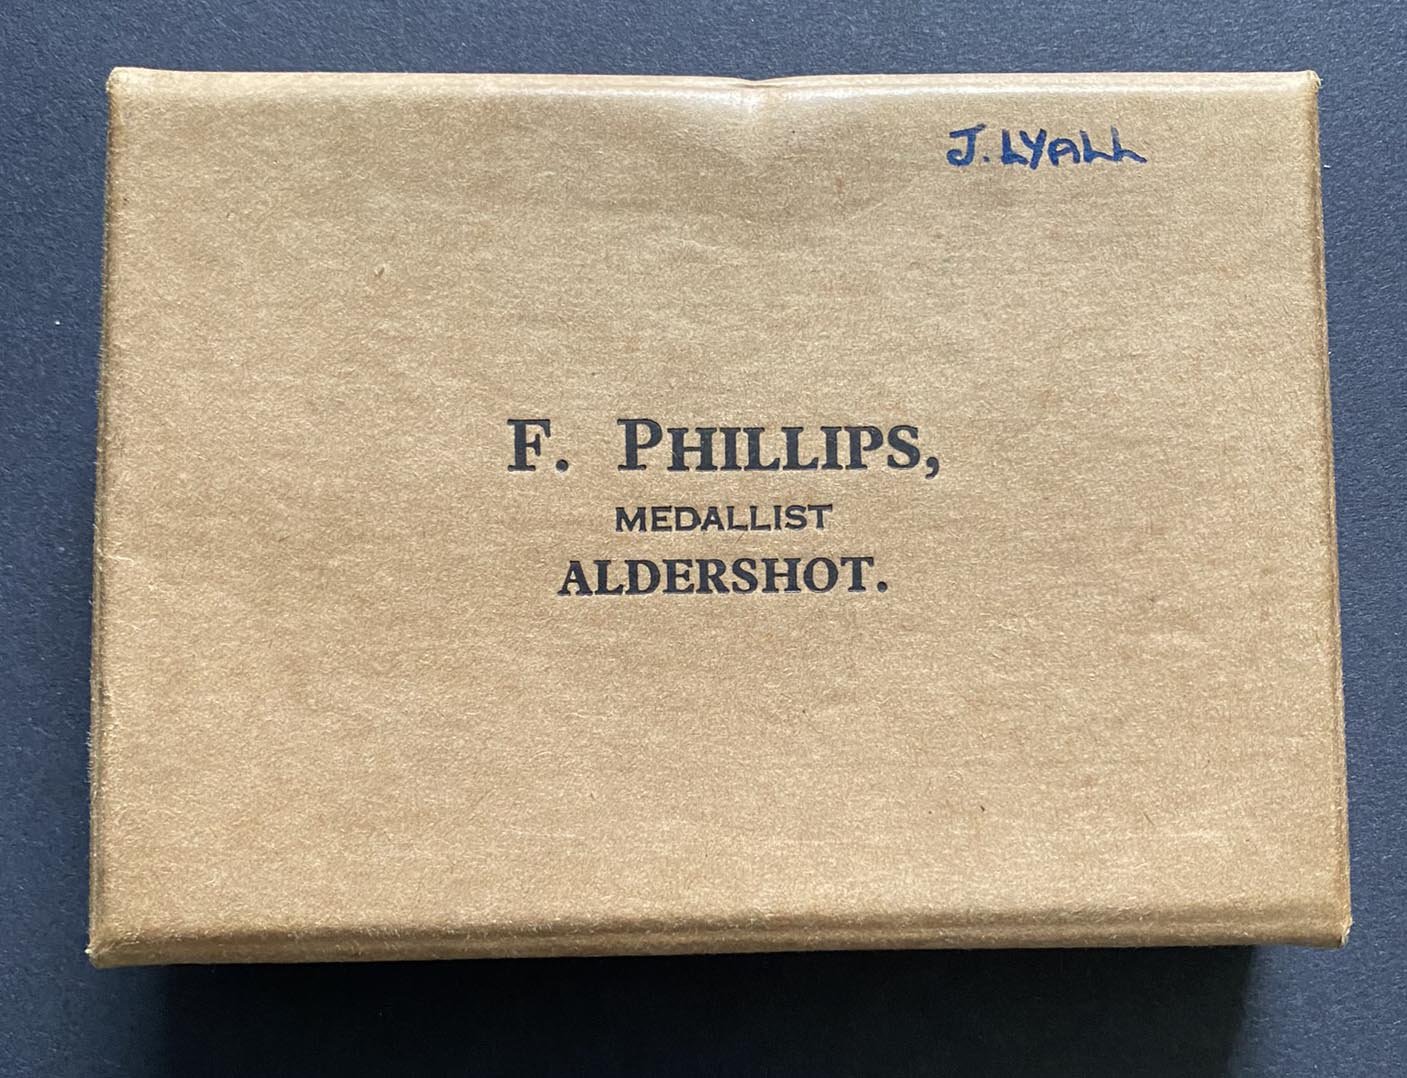 J. LYALL
F. PHILLIPS,
MEDALLIST
ALDERSHOT.